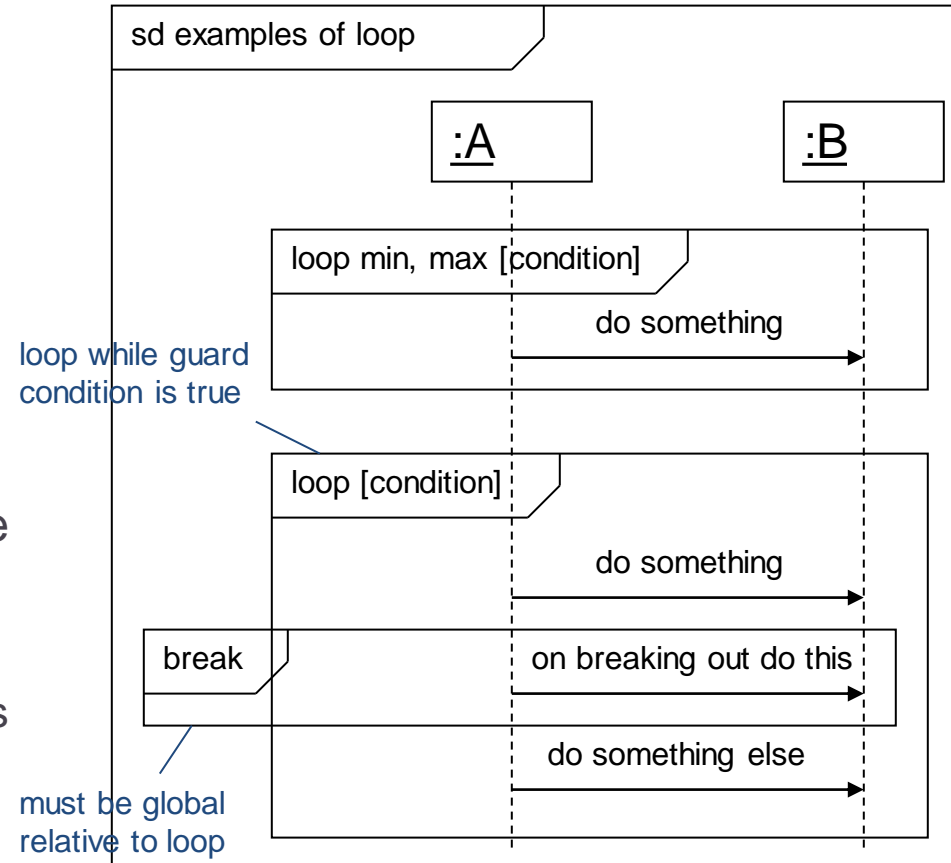 sd examples of loop
:A
:B
loop min, max [condition]
do something
loop while guard
condition is true
loop [condition]
e
do something
break
on breaking out do this
s
do something else
must be global
relative to loop